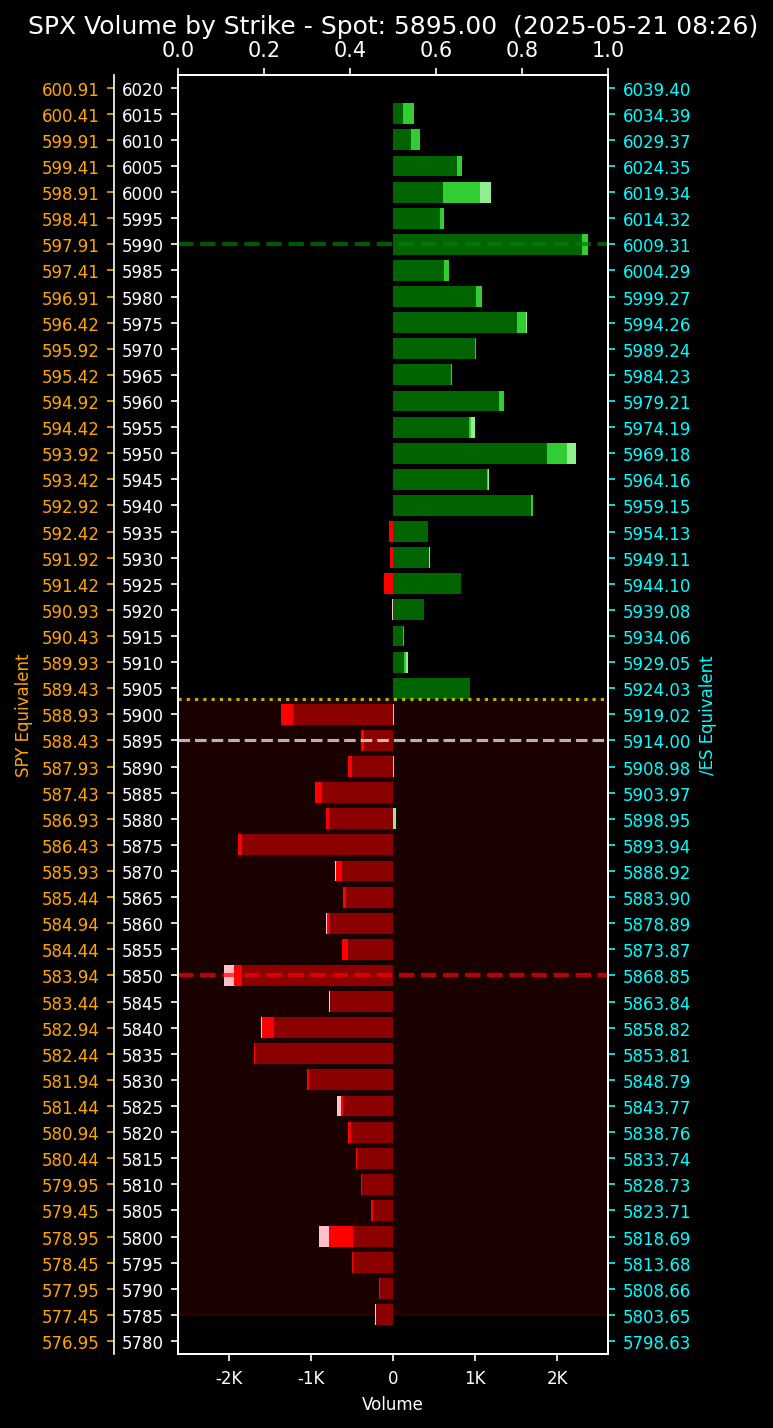 SPX Volume by Strike - Spot: 5895.00 (2025-05-21 08:26)
0.0 0.2 0.4 0.6 0.8 1.0
600.91 6020 6039.40
600.41 6015 6034.39
599.91 6010 6029.37
599.41 6005 6024.35
598.91 6000 6019.34
598.41 5995 6014.32
597.91 5990 6009.31
597.41 5985 6004.29
596.91 5980 5999.27
596.42 5975 5994.26
595.92 5970 5989.24
595.42 5965 5984.23
594.92 5960 5979.21
594.42 5955 5974.19
593.92 5950 5969.18
593.42 5945 5964.16
592.92 5940 5959.15
592.42 5935 5954.13
591.92 5930 5949.11
591.42 5925 5944.10
590.93 5920 5939.08
590.43 5915 5934.06
589.93 5910 5929.05
589.43 5905 5924.03
588.93 5900 5919.02
588.43 5895 5914.00
587.93 5890 5908.98
587.43 5885 5903.97
586.93 5880 5898.95
586.43 5875 5893.94
585.93 5870 5888.92
585.44 5865 5883.90
584.94 5860 5878.89
584.44 5855 5873.87
583.94 5850 5868.85
583.44 5845 5863.84
582.94 5840 5858.82
582.44 5835 5853.81
581.94 5830 5848.79
581.44 5825 5843.77
580.94 5820 5838.76
580.44 5815 5833.74
579.95 5810 5828.73
579.45 5805 5823.71
578.95 5800 5818.69
578.45 5795 5813.68
577.95 5790 5808.66
577.45 5785 5803.65
576.95 5780 5798.63
SPY Equivalent
/ES Equivalent
-2K -1K 0 1K 2K
Volume